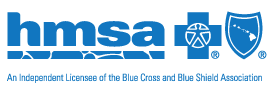 hmsa ® ®
An Independent Licensee of the Blue Cross and Blue Shield Association